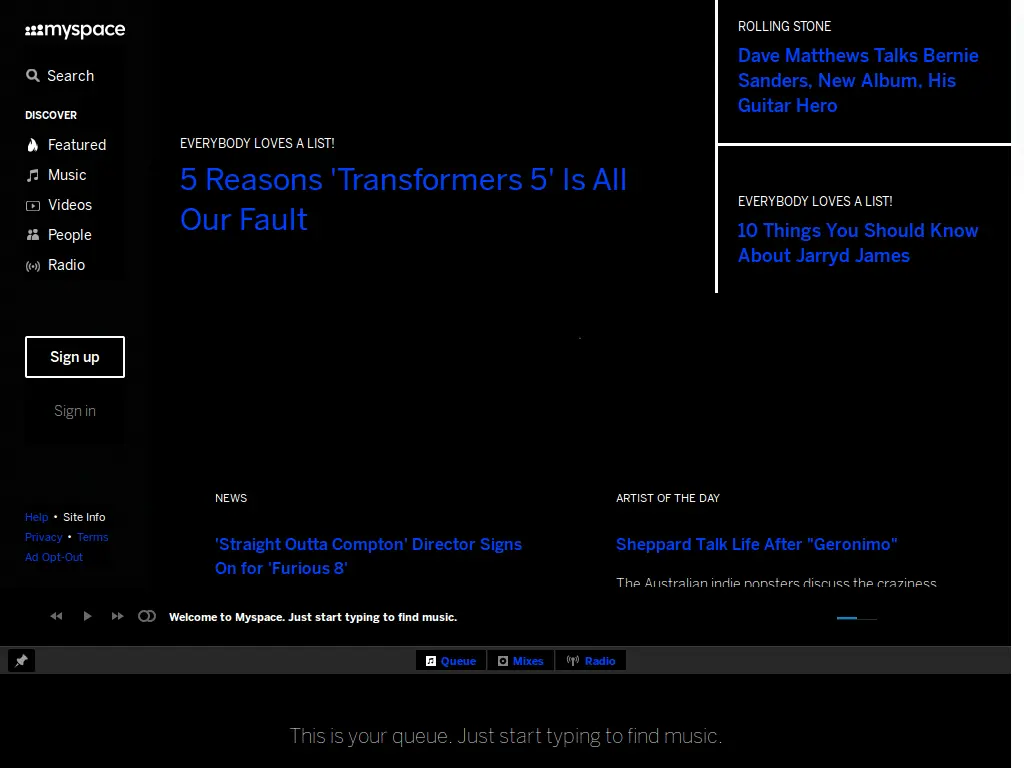 myspace
Search
DISCOVER
Featured
Music
Videos
People
Radio
Sign up
Sign in
Help • Site Info
Privacy • Terms
Ad Opt-Out
EVERYBODY LOVES A LIST!
5 Reasons 'Transformers 5' Is All
Our Fault
ROLLING STONE
Dave Matthews Talks Bernie
Sanders, New Album, His
Guitar Hero
EVERYBODY LOVES A LIST!
10 Things You Should Know
About Jarryd James
NEWS
'Straight Outta Compton' Director Signs
On for 'Furious 8'
ARTIST OF THE DAY
Sheppard Talk Life After "Geronimo"
The Australian indie popsters discuss the craziness
Welcome to Myspace. Just start typing to find music.
Queue
Mixes
Radio
This is your queue. Just start typing to find music.